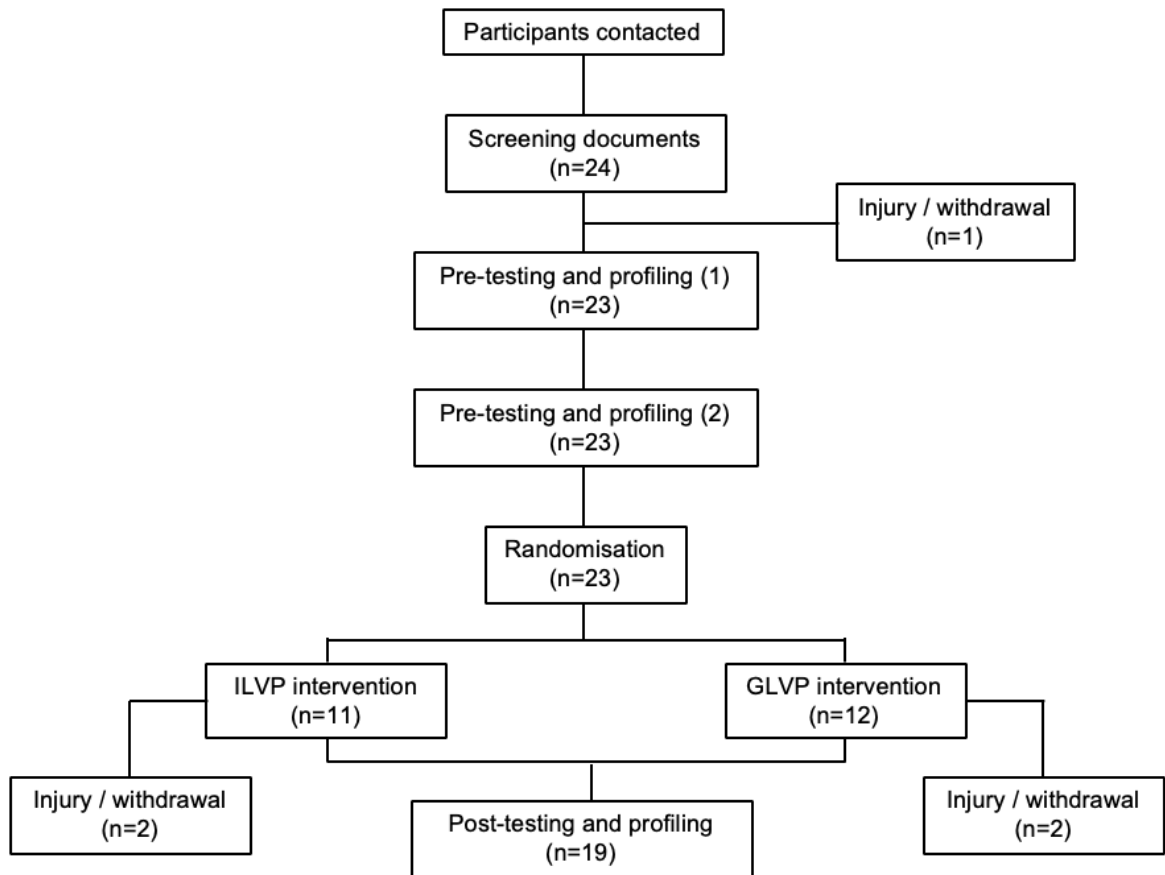 Participants contacted
Screening documents
(n=24)
Injury / withdrawal
(n=1)
Pre-testing and profiling (1)
(n=23)
Pre-testing and profiling (2)
(n=23)
Randomisation
(n=23)
ILVP intervention
(n=11)
GLVP intervention
(n=12)
Injury / withdrawal
(n=2)
Post-testing and profiling
(n=19)
Injury / withdrawal
(n=2)